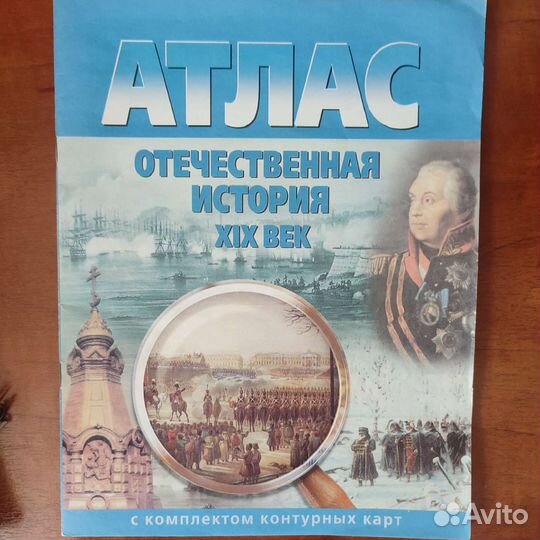 АТЛАС
ОТЕЧЕСТВЕННАЯ
ИСТОРИЯ
XIX ВЕК
с комплектом контурных карт
Avito